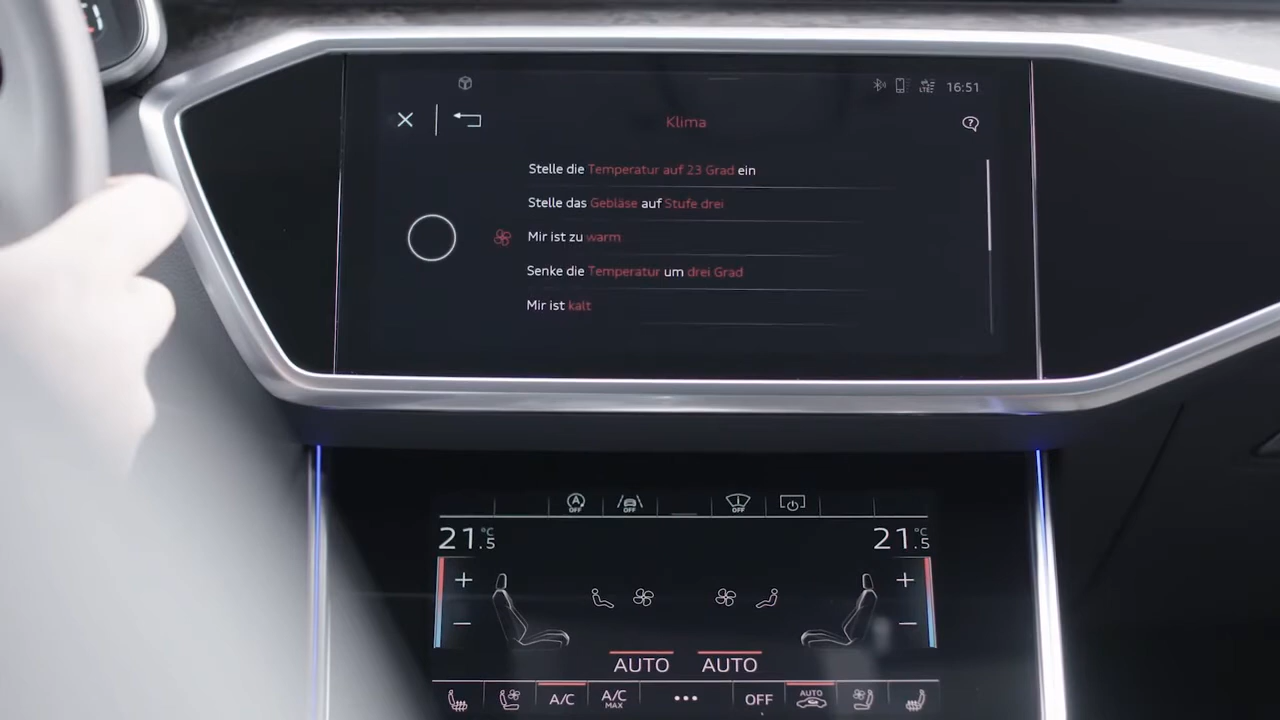 LTE 16:51
Klima
Stelle die Temperatur auf 23 Grad ein
Stelle das Gebläse auf Stufe drei
Mir ist zu warm
Senke die Temperatur um drei Grad
Mir ist kalt
A OFF OFF OFF
21.5 °C 21.5 °C
AUTO AUTO
A/C A/C MAX OFF AUTO